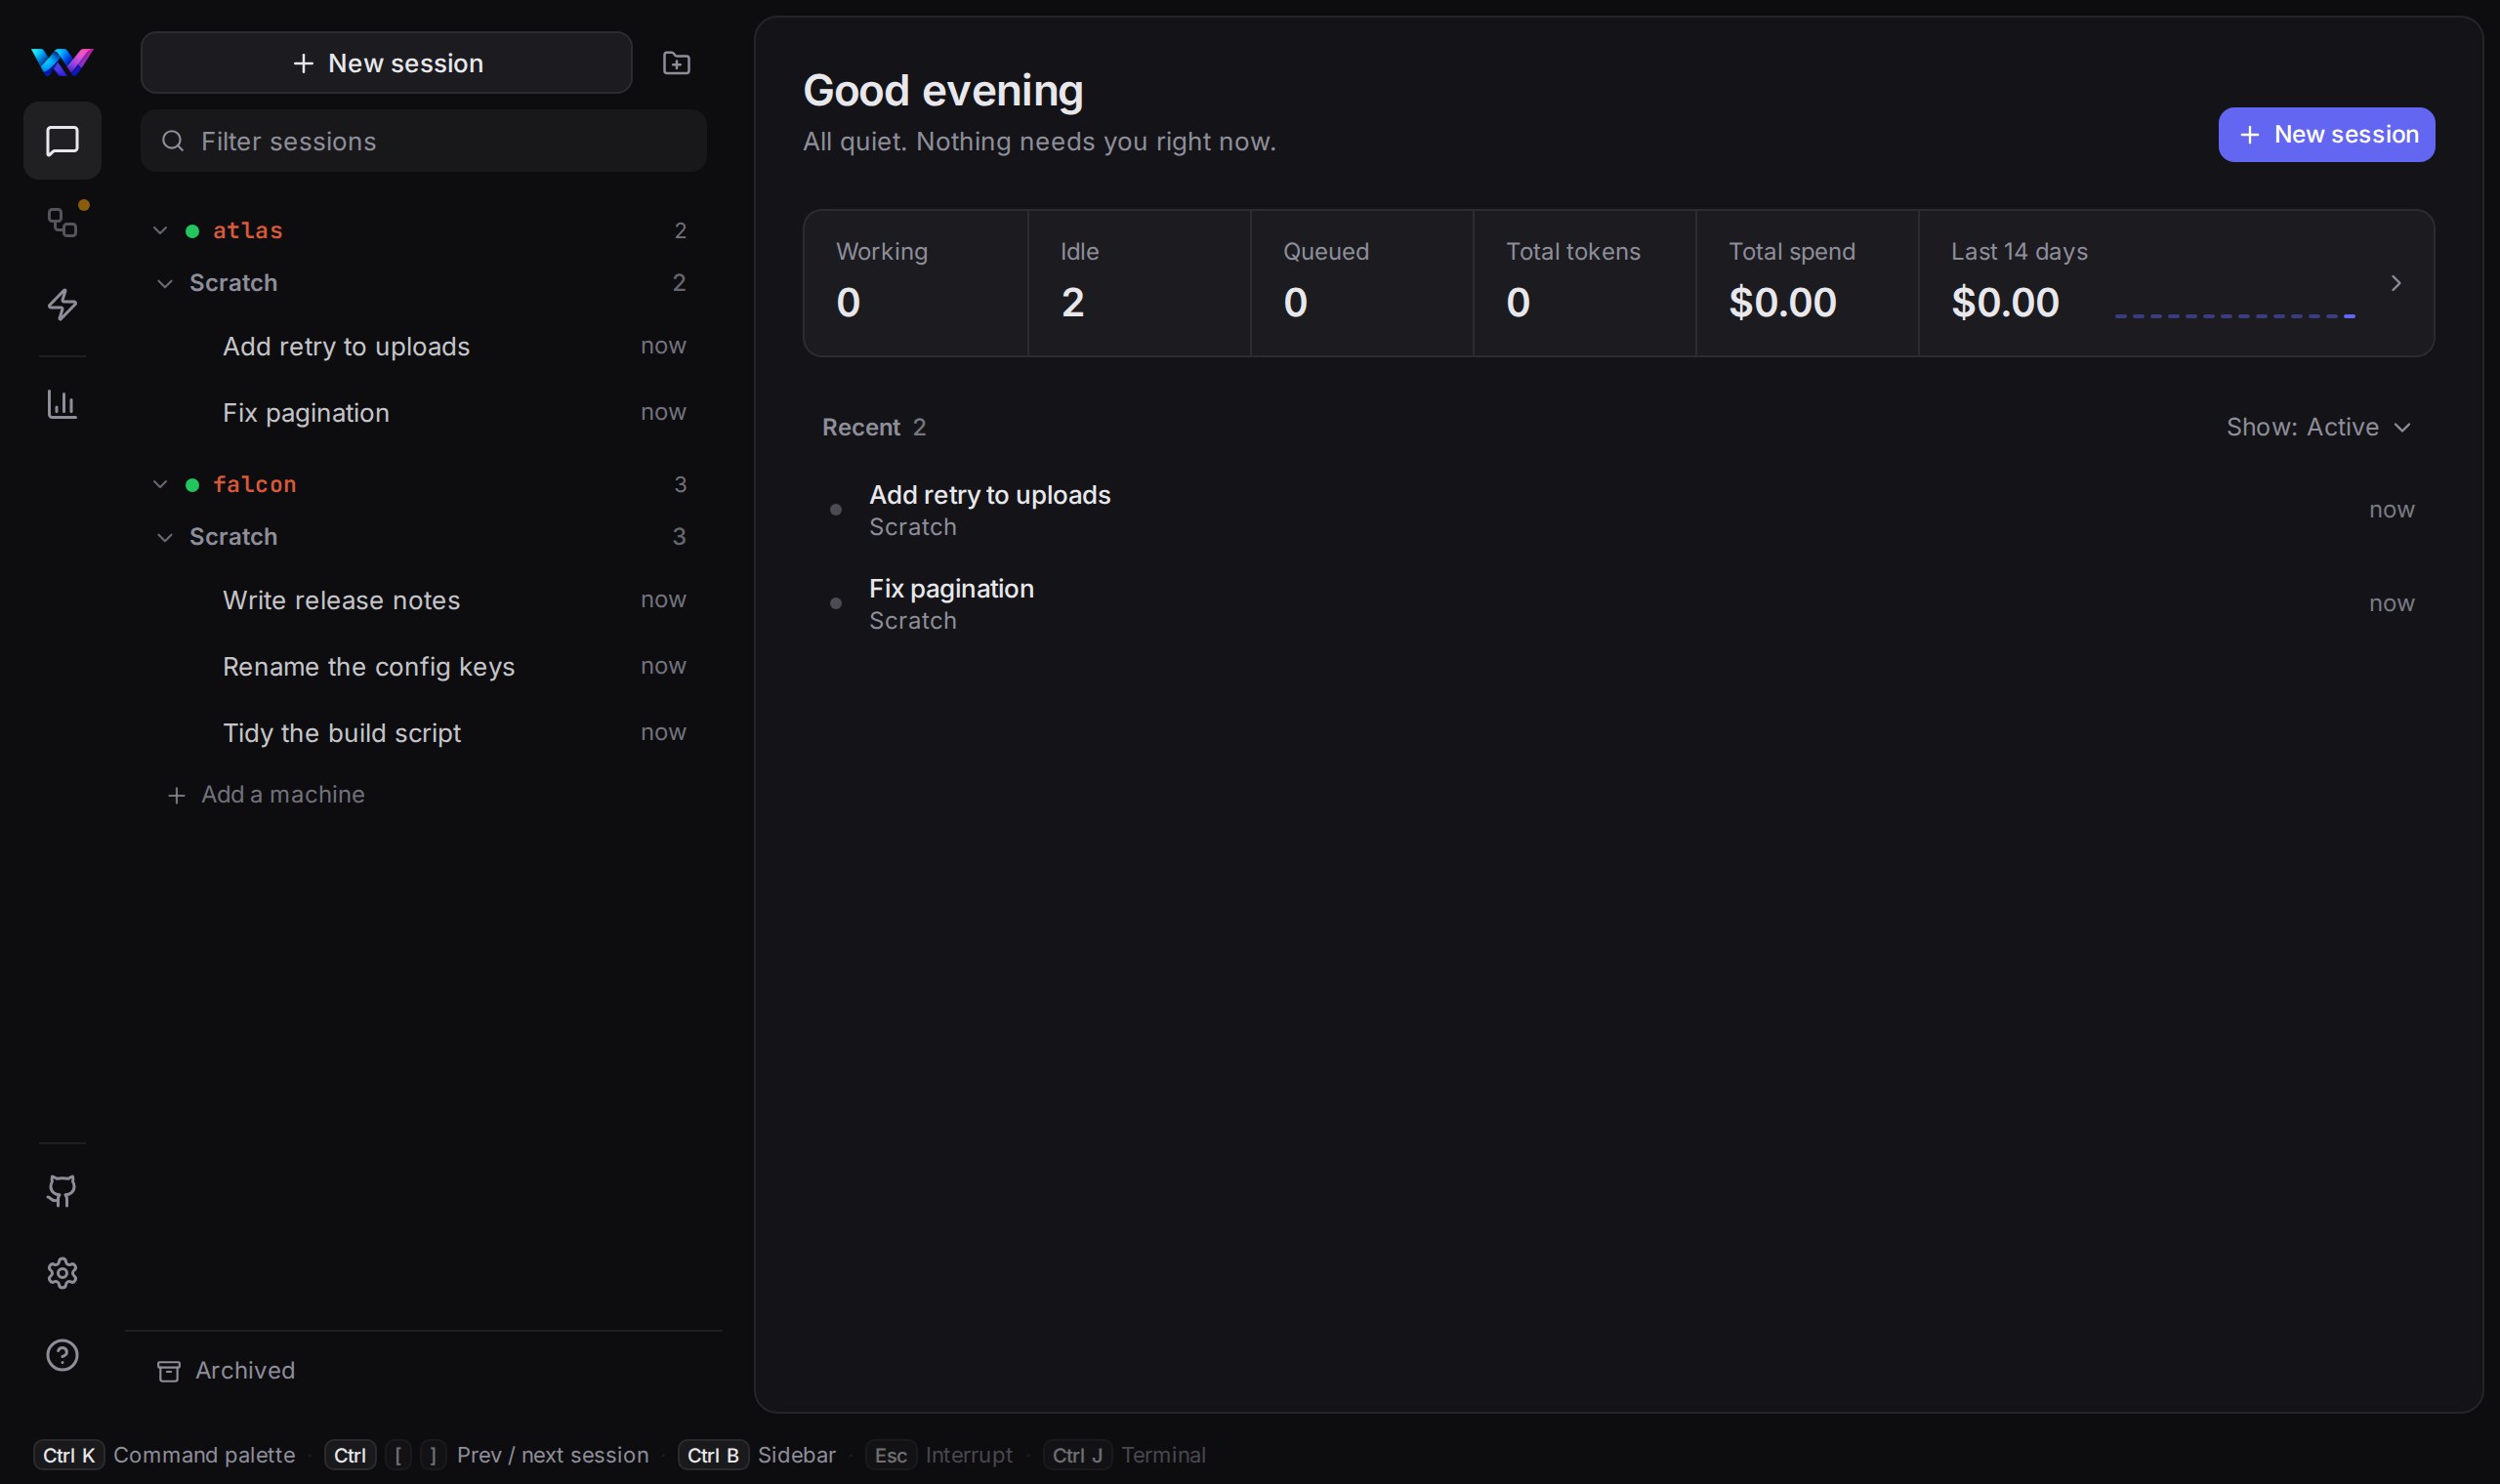 New session
Filter sessions
atlas 2
Scratch 2
Add retry to uploads now
Fix pagination now
falcon 3
Scratch 3
Write release notes now
Rename the config keys now
Tidy the build script now
Add a machine
Archived
Good evening
All quiet. Nothing needs you right now.
New session
Working Idle Queued Total tokens Total spend Last 14 days
0 2 0 0 $0.00 $0.00
Recent 2 Show: Active
Add retry to uploads
Scratch
now
Fix pagination
Scratch
now
Ctrl K Command palette · Ctrl [ ] Prev / next session · Ctrl B Sidebar · Esc Interrupt · Ctrl J Terminal